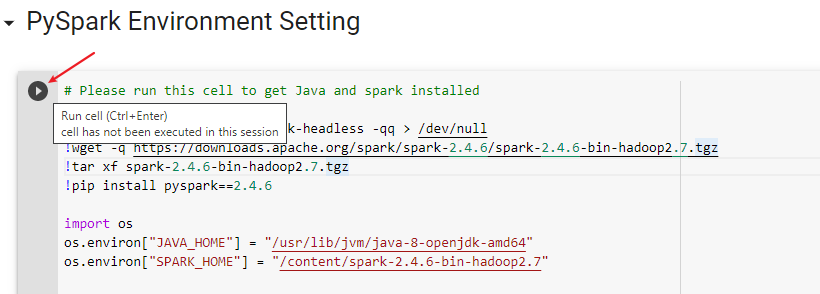 PySpark Environment Setting
# Please run this cell to get Java and spark installed
Run cell (Ctrl+Enter)
cell has not been executed in this session
k-headless -qq > /dev/null
!wget -q https://downloads.apache.org/spark/spark-2.4.6/spark-2.4.6-bin-hadoop2.7.tgz
!tar xf spark-2.4.6-bin-hadoop2.7.tgz
!pip install pyspark==2.4.6
import os
os.environ["JAVA_HOME"] = "/usr/lib/jvm/java-8-openjdk-amd64"
os.environ["SPARK_HOME"] = "/content/spark-2.4.6-bin-hadoop2.7"